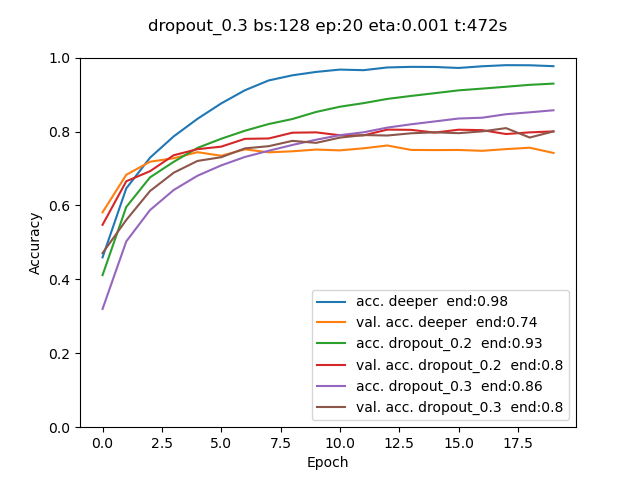 dropout_0.3 bs:128 ep:20 eta:0.001 t:472s
1.0
0.8
0.6
0.4
0.2
0.0
Accuracy
acc. deeper  end:0.98
val. acc. deeper  end:0.74
acc. dropout_0.2  end:0.93
val. acc. dropout_0.2  end:0.8
acc. dropout_0.3  end:0.86
val. acc. dropout_0.3  end:0.8
0.0 2.5 5.0 7.5 10.0 12.5 15.0 17.5
Epoch